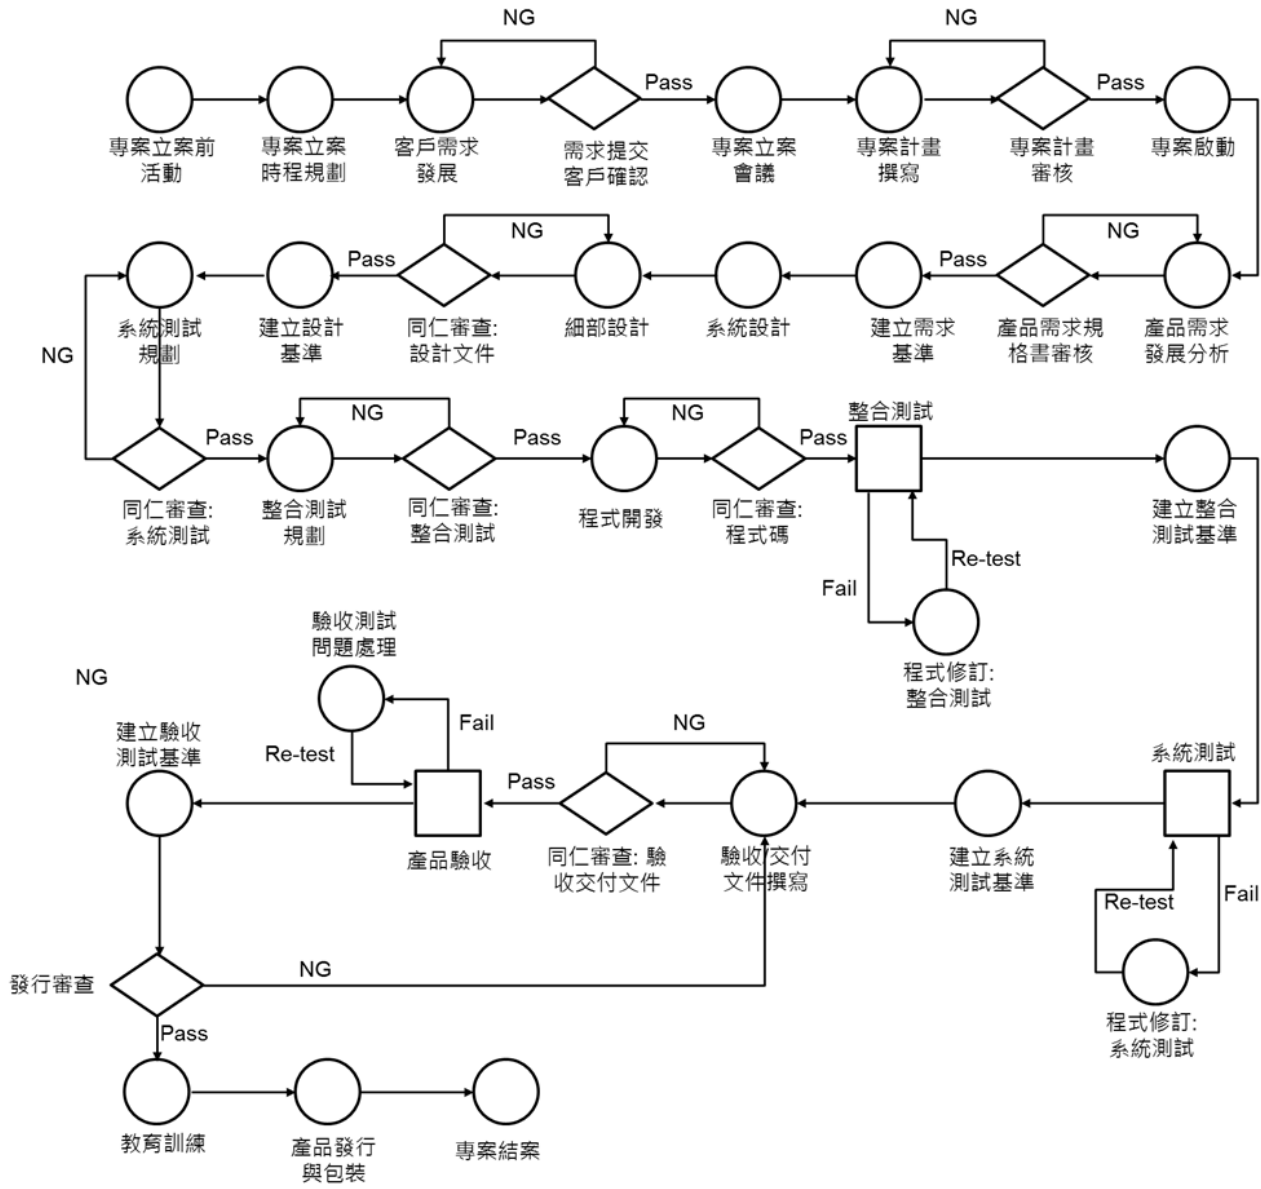 NG
NG
Pass
Pass
專案立案前
活動
專案立案
時程規劃
客戶需求
發展
需求提交
客戶確認
專案立案
會議
專案計畫
撰寫
專案計畫
審核
專案啟動
NG
NG
Pass
Pass
NG
系統測試
規劃
建立設計
基準
同仁審查:
設計文件
細部設計
系統設計
建立需求
基準
產品需求規
格書審核
產品需求
發展分析
NG
NG
整合測試
Pass
Pass
Pass
同仁審查:
系統測試
整合測試
規劃
同仁審查:
整合測試
程式開發
同仁審查:
程式碼
建立整合
測試基準
Re-test
Fail
程式修訂:
整合測試
驗收測試
問題處理
NG
建立驗收
測試基準
Re-test
Fail
NG
Pass
系統測試
產品驗收
同仁審查: 驗
收交付文件
驗收/交付
文件撰寫
建立系統
測試基準
Re-test
Fail
程式修訂:
系統測試
發行審查
NG
Pass
教育訓練
產品發行
與包裝
專案結案